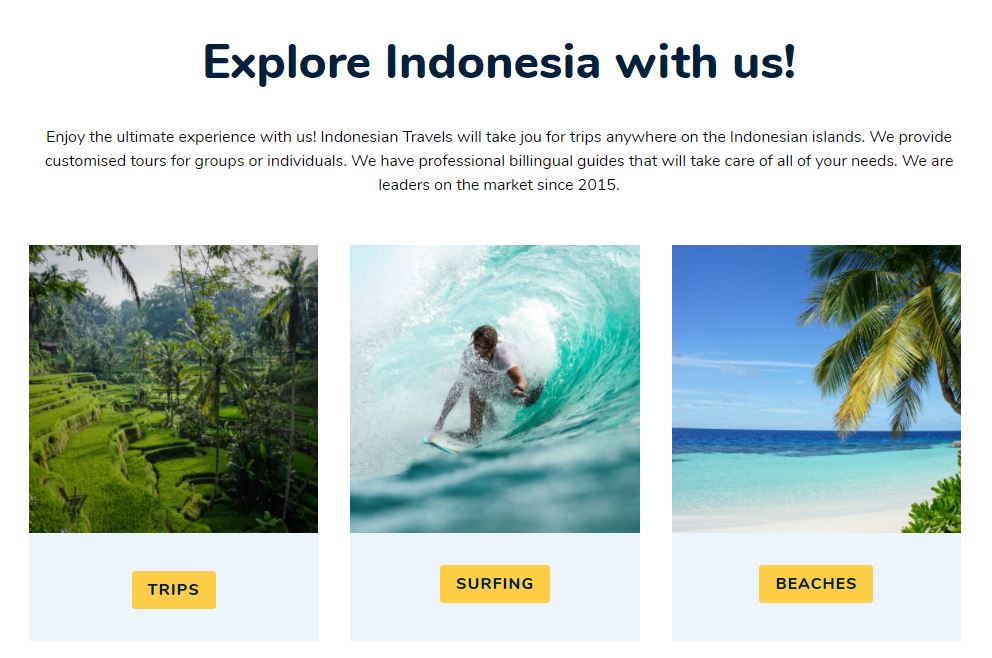 Explore Indonesia with us!
Enjoy the ultimate experience with us! Indonesian Travels will take jou for trips anywhere on the Indonesian islands. We provide
customised tours for groups or individuals. We have professional billingual guides that will take care of all of your needs. We are
leaders on the market since 2015.
TRIPS
SURFING
BEACHES